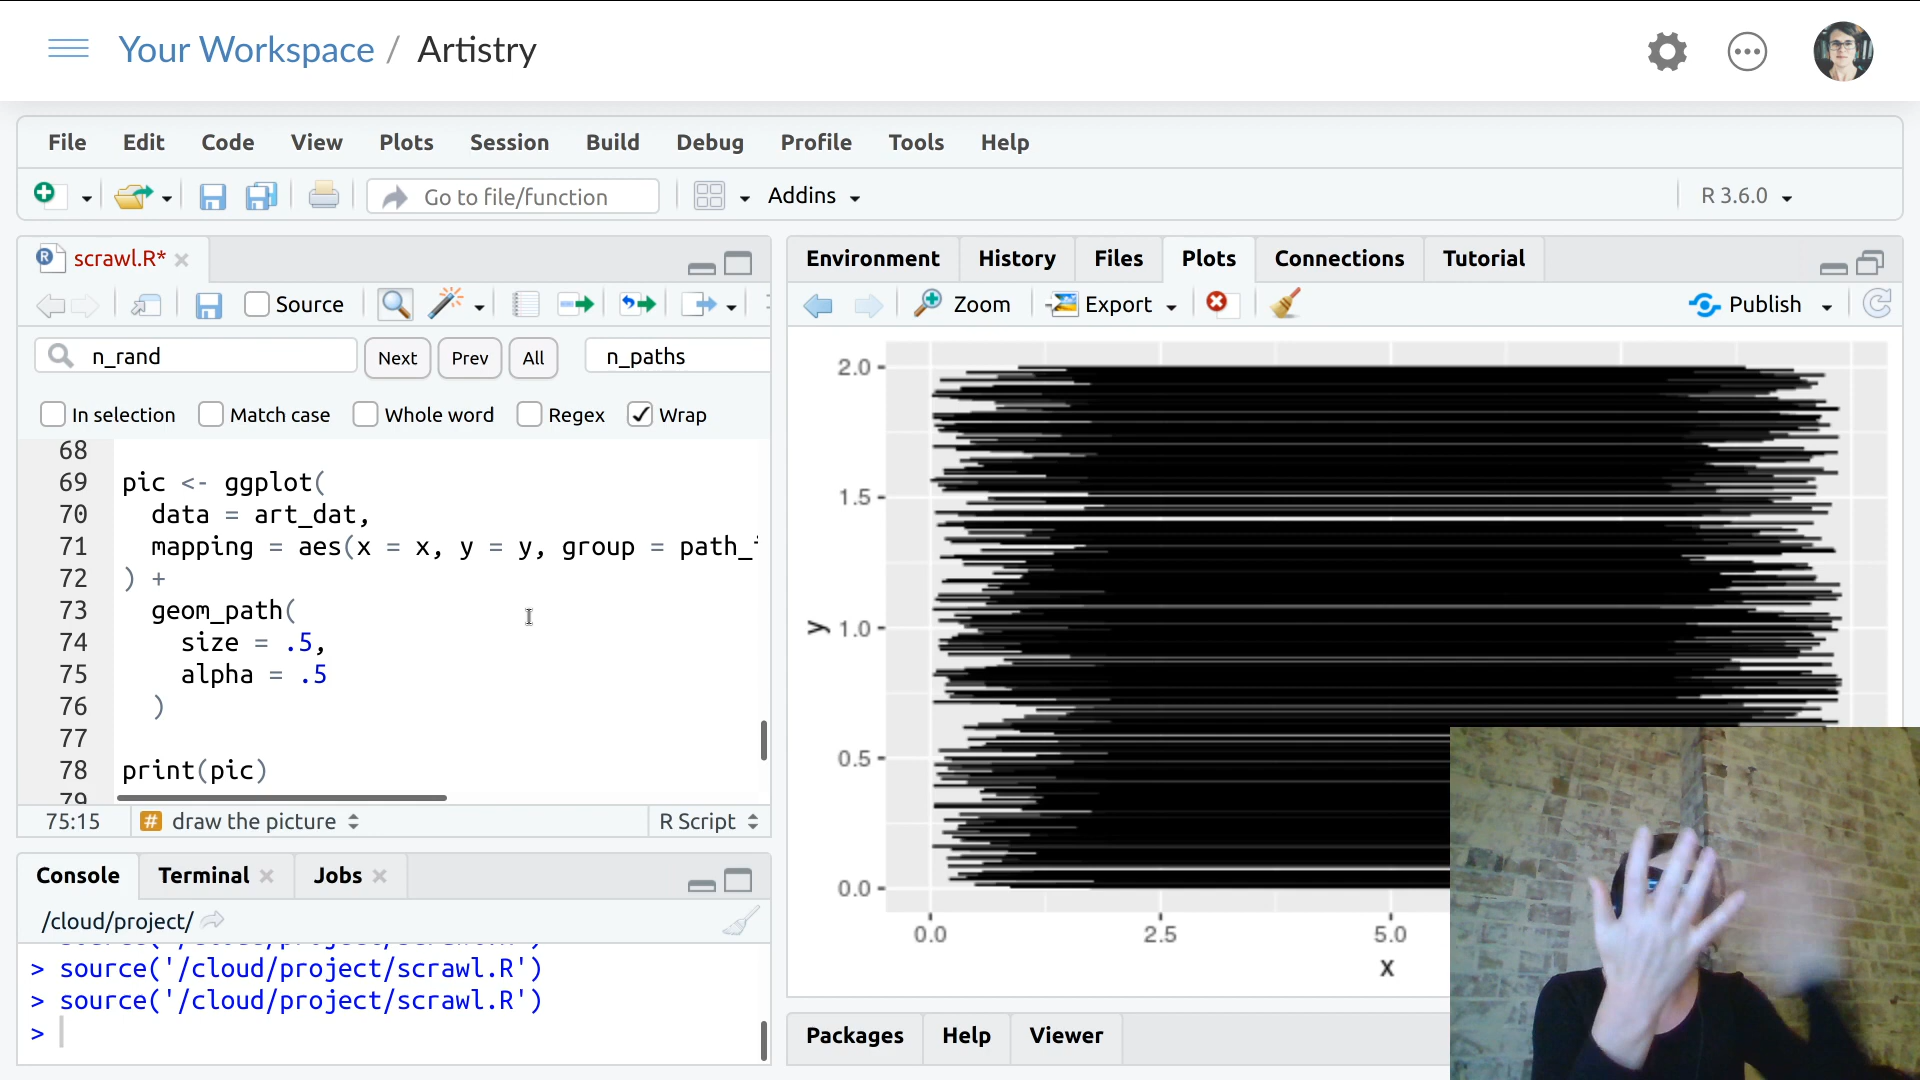 Your Workspace / Artistry
File Edit Code View Plots Session Build Debug Profile Tools Help
Go to file/function Addins R 3.6.0
scrawl.R*
Source
n_rand Next Prev All n_paths
In selection Match case Whole word Regex Wrap
68
69 pic <- ggplot(
70 data = art_dat,
71 mapping = aes(x = x, y = y, group = path_
72 ) +
73 geom_path(
74 size = .5,
75 alpha = .5
76 )
77
78 print(pic)
79
75:15 # draw the picture R Script
Console Terminal Jobs
/cloud/project/
> source('/cloud/project/scrawl.R')
> source('/cloud/project/scrawl.R')
>
Environment History Files Plots Connections Tutorial
Zoom Export Publish
2.0
1.5
y 1.0
0.5
0.0
0.0 2.5 5.0
x
Packages Help Viewer